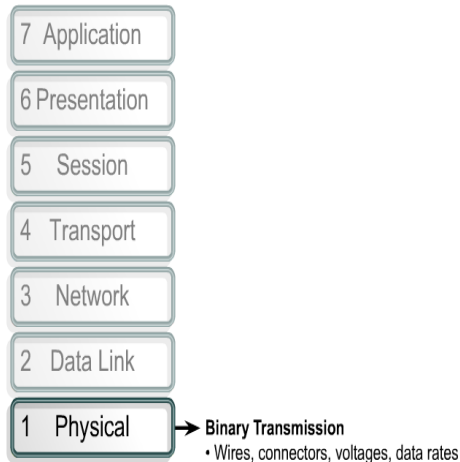 7 Application
6 Presentation
5 Session
4 Transport
3 Network
2 Data Link
1 Physical
Binary Transmission
• Wires, connectors, voltages, data rates